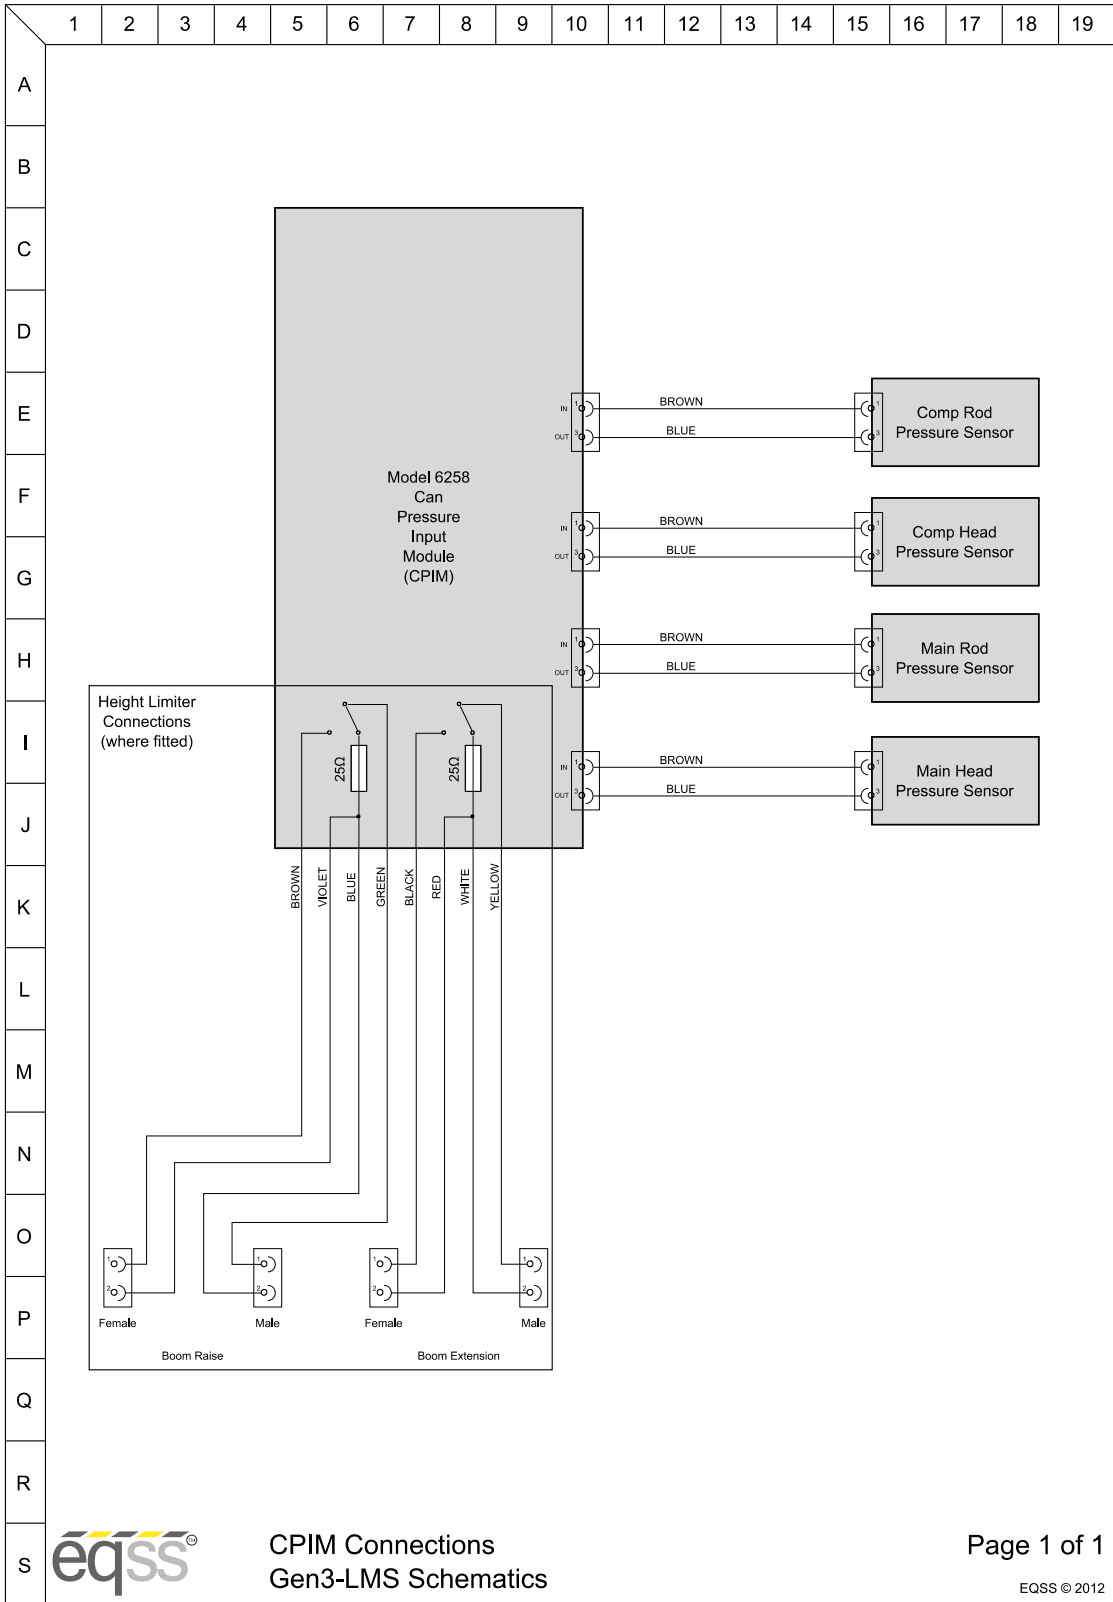 1 2 3 4 5 6 7 8 9 10 11 12 13 14 15 16 17 18 19
A
B
C
D
E
F
G
H
I
J
K
L
M
N
O
P
Q
R
S
Model 6258
Can
Pressure
Input
Module
(CPIM)
IN 1 BROWN 1
OUT 3 BLUE 3
Comp Rod
Pressure Sensor
IN 1 BROWN 1
OUT 3 BLUE 3
Comp Head
Pressure Sensor
IN 1 BROWN 1
OUT 3 BLUE 3
Main Rod
Pressure Sensor
IN 1 BROWN 1
OUT 3 BLUE 3
Main Head
Pressure Sensor
Height Limiter
Connections
(where fitted)
25Ω
25Ω
BROWN
VIOLET
BLUE
GREEN
BLACK
RED
WHITE
YELLOW
1
2
Female
1
2
Male
1
2
Female
1
2
Male
Boom Raise
Boom Extension
eqss TM
CPIM Connections
Gen3-LMS Schematics
Page 1 of 1
EQSS © 2012